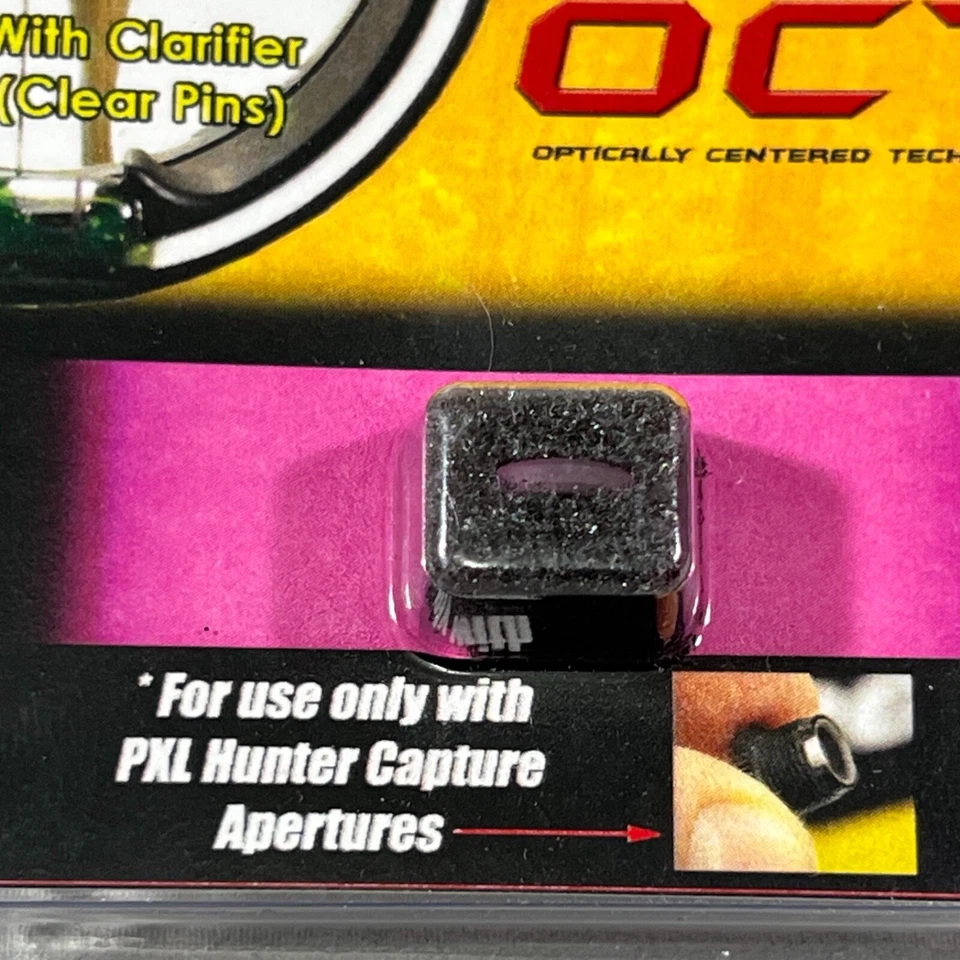 With Clarifier
(Clear Pins)
OC
OPTICALLY CENTERED TECH
* For use only with
PXL Hunter Capture
Apertures